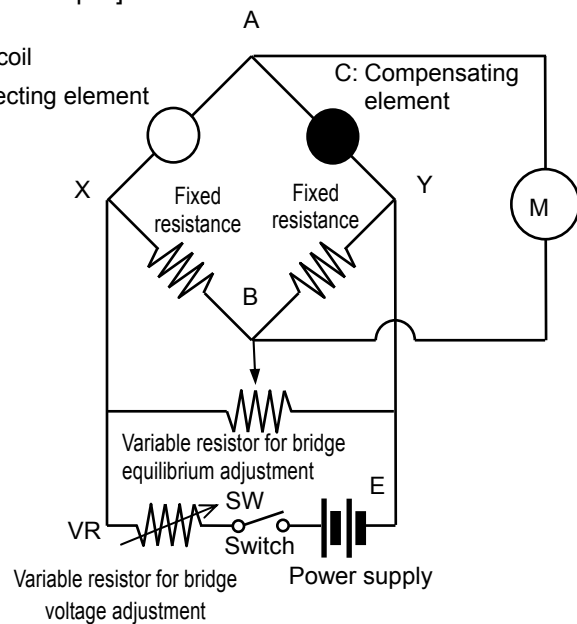 A
coil
C: Compensating
element
ecting element
X
Fixed
resistance
Fixed
resistance
Y
M
B
Variable resistor for bridge
equilibrium adjustment
E
SW
VR
Switch
Power supply
Variable resistor for bridge
voltage adjustment